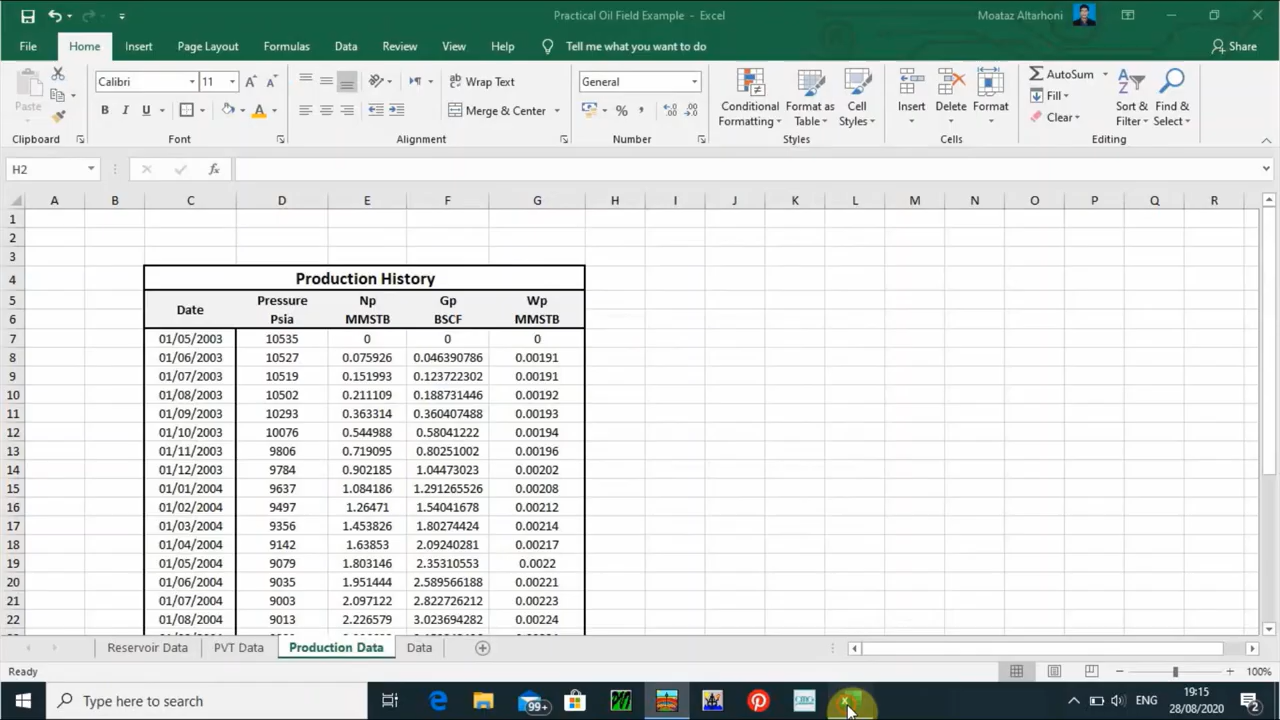 Practical Oil Field Example - Excel
Moataz Altarhoni
File Home Insert Page Layout Formulas Data Review View Help Tell me what you want to do Share
Calibri 11 Wrap Text General AutoSum
Paste Fill
B I U Merge & Center % , Conditional Formatting Format as Table Cell Styles Insert Delete Format Clear Sort & Filter Find & Select
Clipboard Font Alignment Number Styles Cells Editing
H2 fx
A B C D E F G H I J K L M N O P Q R
1
2
3
4 Production History
5 Date Pressure Np Gp Wp
6 Psia MMSTB BSCF MMSTB
7 01/05/2003 10535 0 0 0
8 01/06/2003 10527 0.075926 0.046390786 0.00191
9 01/07/2003 10519 0.151993 0.123722302 0.00191
10 01/08/2003 10502 0.211109 0.188731446 0.00192
11 01/09/2003 10293 0.363314 0.360407488 0.00193
12 01/10/2003 10076 0.544988 0.58041222 0.00194
13 01/11/2003 9806 0.719095 0.80251002 0.00196
14 01/12/2003 9784 0.902185 1.04473023 0.00202
15 01/01/2004 9637 1.084186 1.291265526 0.00208
16 01/02/2004 9497 1.26471 1.54041678 0.00212
17 01/03/2004 9356 1.453826 1.80274424 0.00214
18 01/04/2004 9142 1.63853 2.09240281 0.00217
19 01/05/2004 9079 1.803146 2.35310553 0.0022
20 01/06/2004 9035 1.951444 2.589566188 0.00221
21 01/07/2004 9003 2.097122 2.822726212 0.00223
22 01/08/2004 9013 2.226579 3.023694282 0.00224
Reservoir Data PVT Data Production Data Data
Ready 100%
Type here to search 99+ ENG 19:15
28/08/2020 2